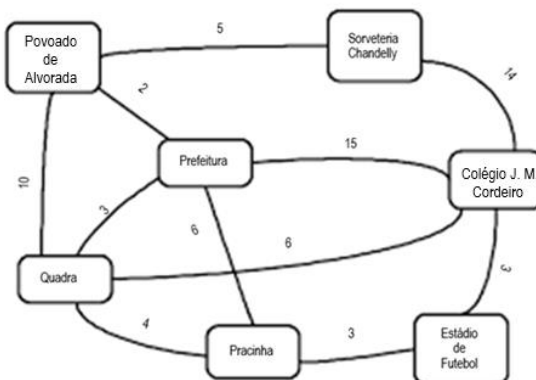 Povoado
de
Alvorada
5
Sorveteria
Chandelly
2
14
Prefeitura
15
Colégio J. M.
Cordeiro
10
3
6
6
3
Quadra
4
Pracinha
3
Estádio
de
Futebol